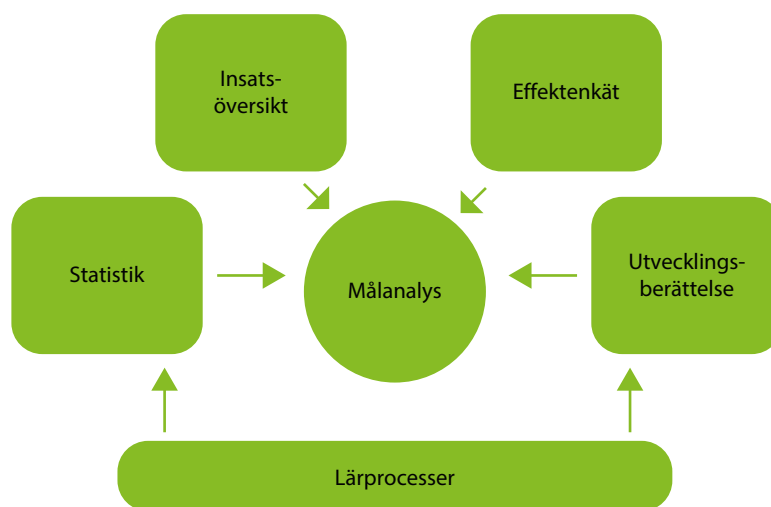 Insats-
översikt
Effektenkät
Statistik
Målanalys
Utvecklings-
berättelse
Lärprocesser